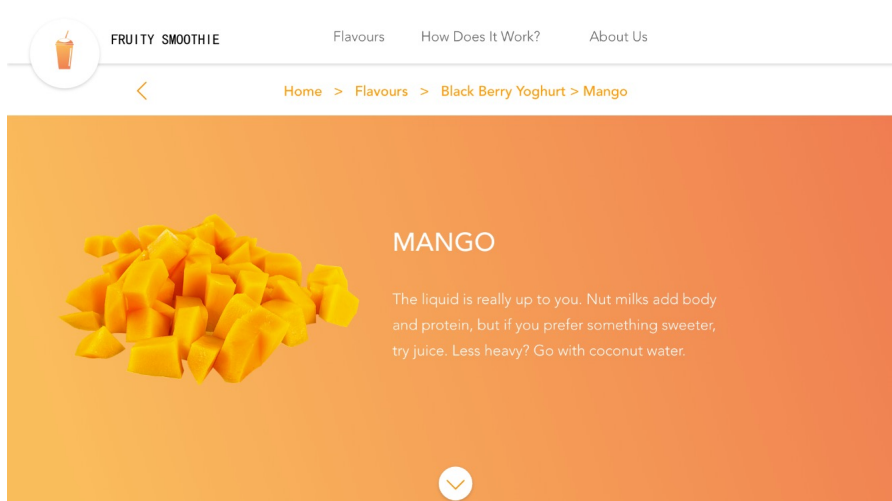 FRUITY SMOOTHIE Flavours How Does It Work? About Us
Home > Flavours > Black Berry Yoghurt > Mango
MANGO
The liquid is really up to you. Nut milks add body
and protein, but if you prefer something sweeter,
try juice. Less heavy? Go with coconut water.